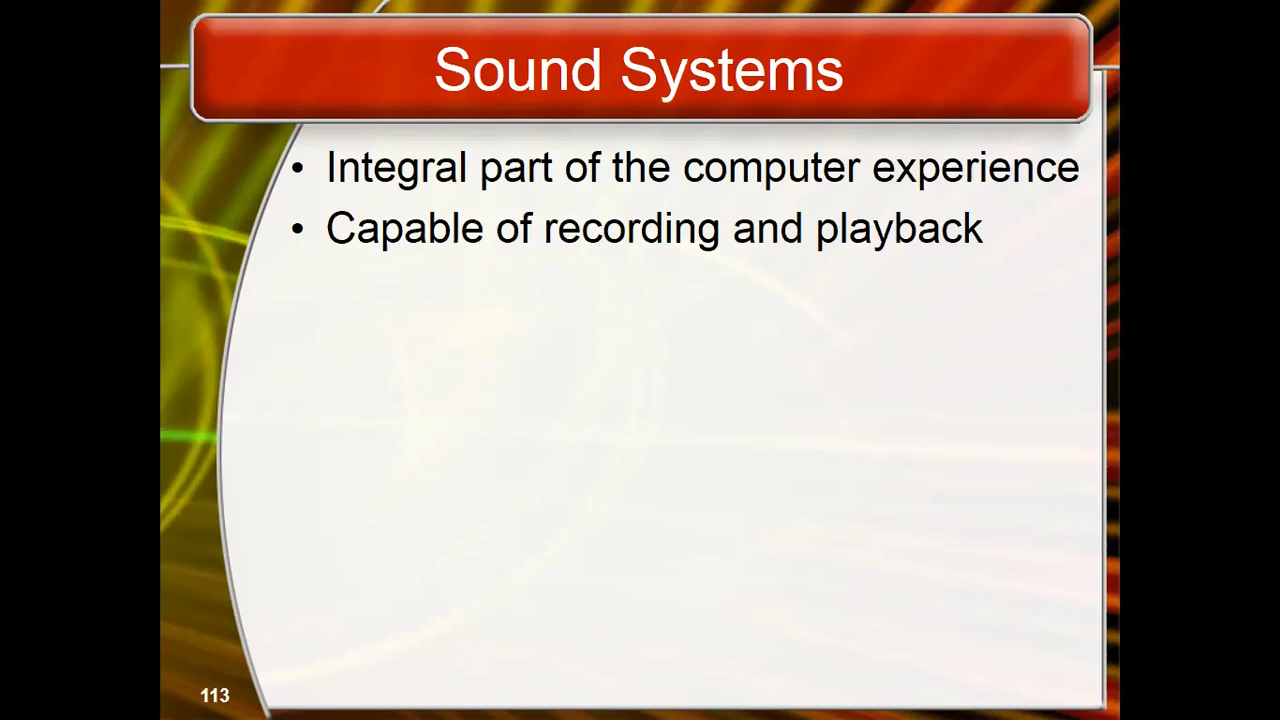 Sound Systems
• Integral part of the computer experience
• Capable of recording and playback
113